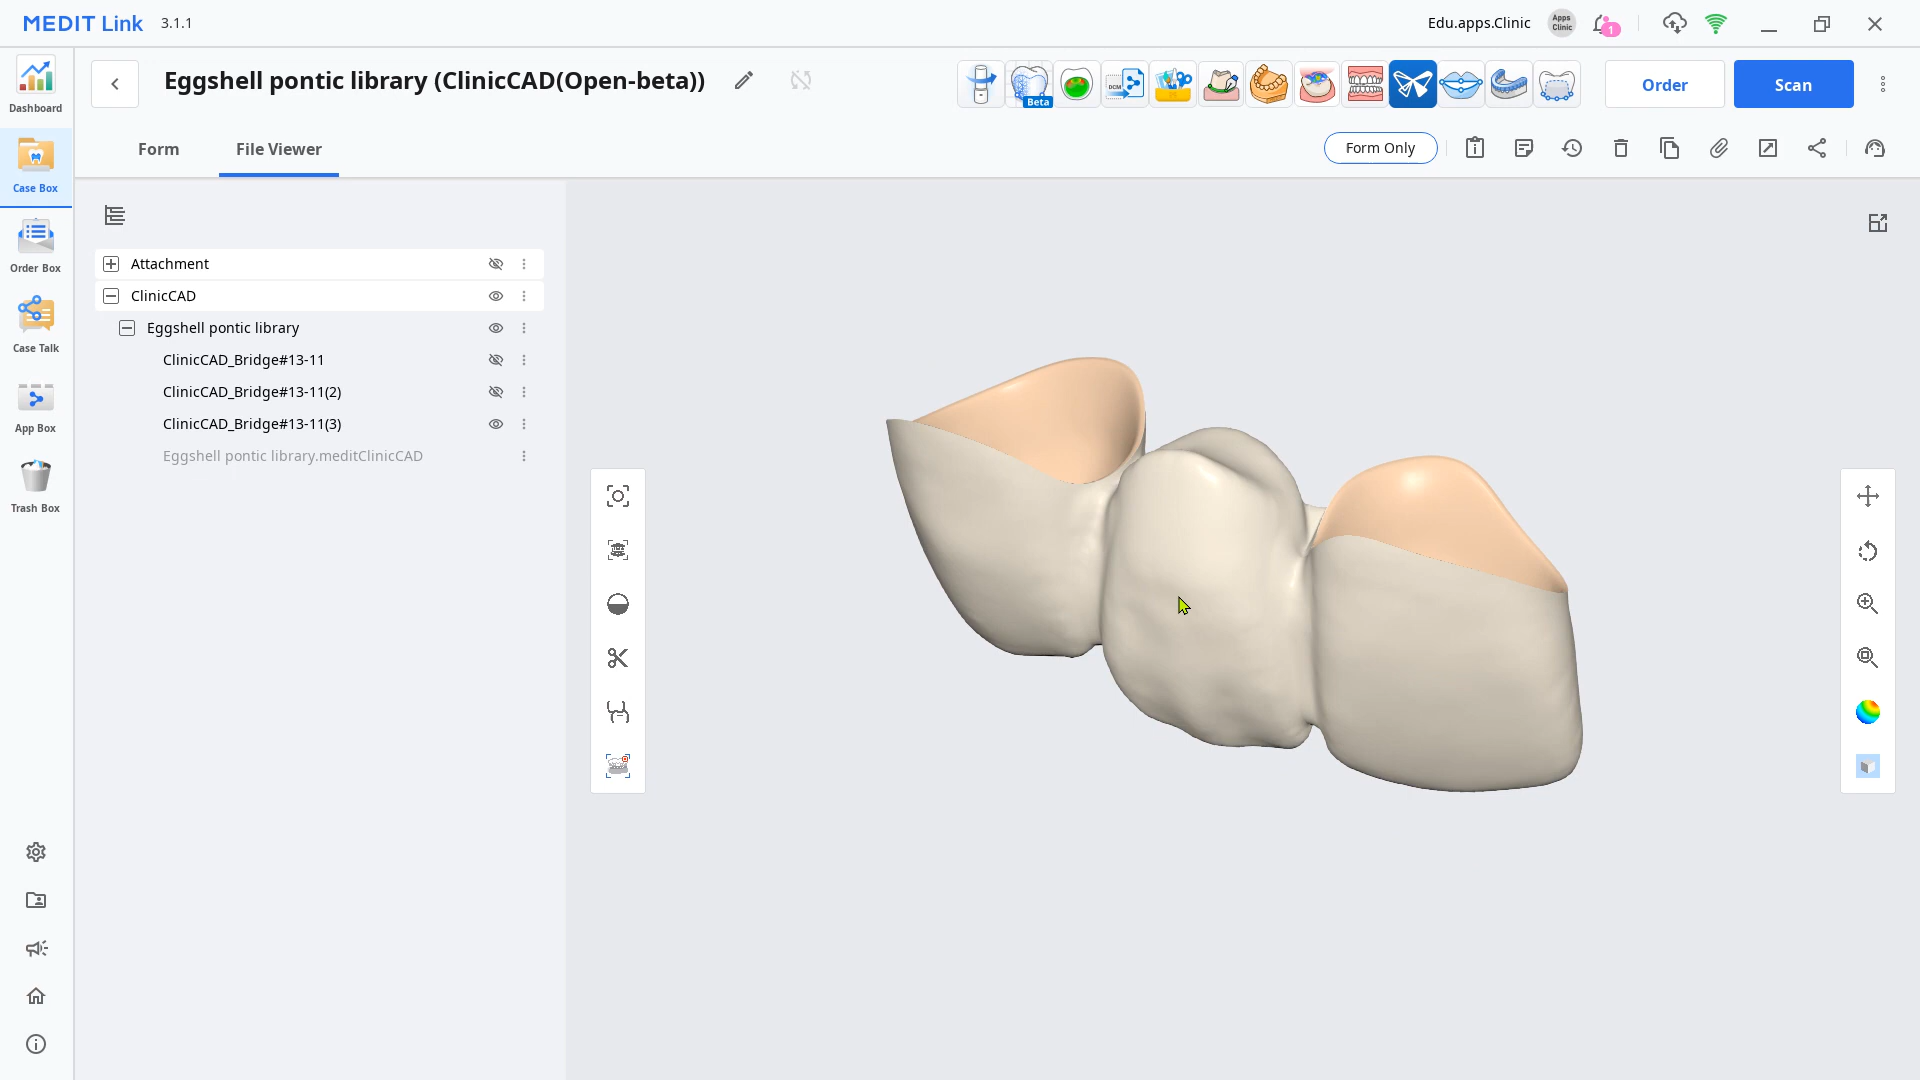 MEDIT Link 3.1.1
Edu.apps.Clinic
Apps
Clinic
1
Dashboard
Eggshell pontic library (ClinicCAD(Open-beta))
Beta
DCM
Order
Scan
Form
File Viewer
Form Only
Case Box
Order Box
Case Talk
App Box
Trash Box
Attachment
ClinicCAD
Eggshell pontic library
ClinicCAD_Bridge#13-11
ClinicCAD_Bridge#13-11(2)
ClinicCAD_Bridge#13-11(3)
Eggshell pontic library.meditClinicCAD